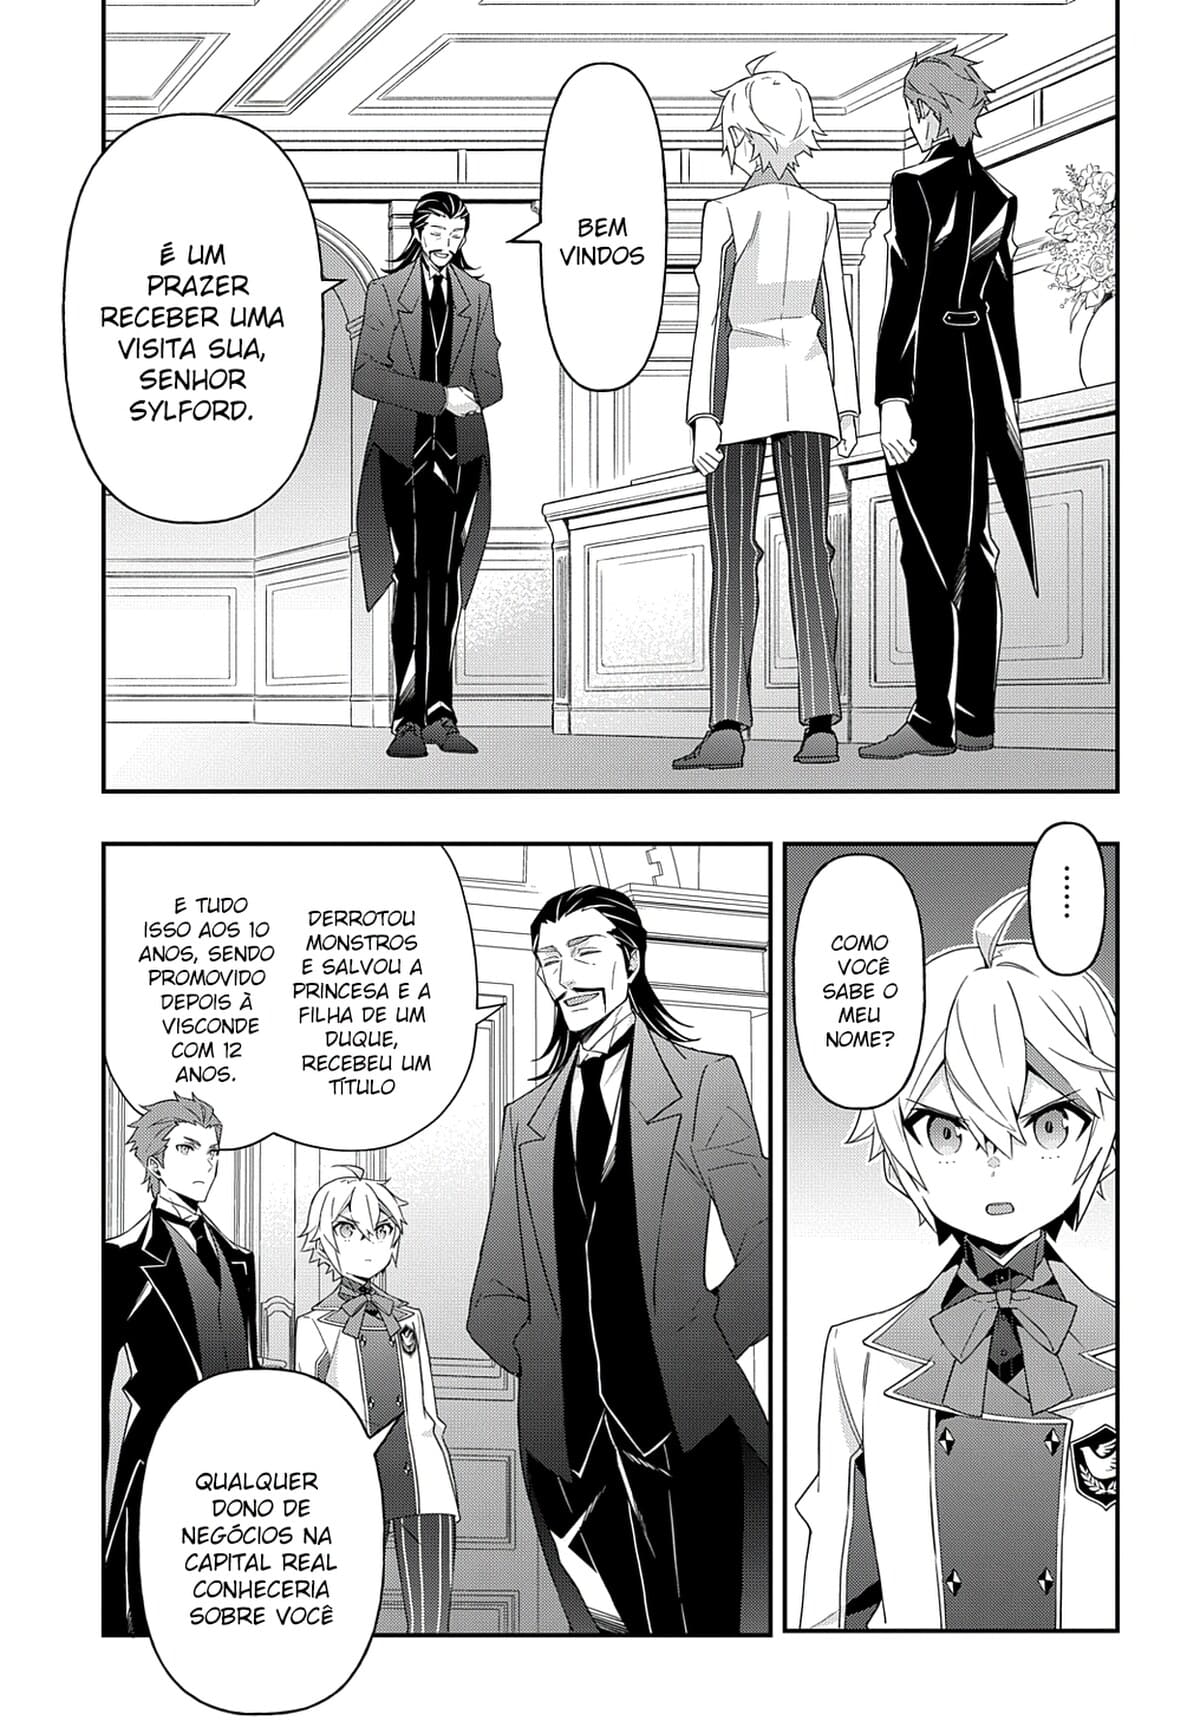 BEM
VINDOS
É UM
PRAZER
RECEBER UMA
VISITA SUA,
SENHOR
SYLFORD.
......
COMO
VOCÊ
SABE O
MEU
NOME?
DERROTOU
MONSTROS
E SALVOU A
PRINCESA E A
FILHA DE UM
DUQUE,
RECEBEU UM
TÍTULO
E TUDO
ISSO AOS 10
ANOS, SENDO
PROMOVIDO
DEPOIS À
VISCONDE
COM 12
ANOS.
QUALQUER
DONO DE
NEGÓCIOS NA
CAPITAL REAL
CONHECERIA
SOBRE VOCÊ